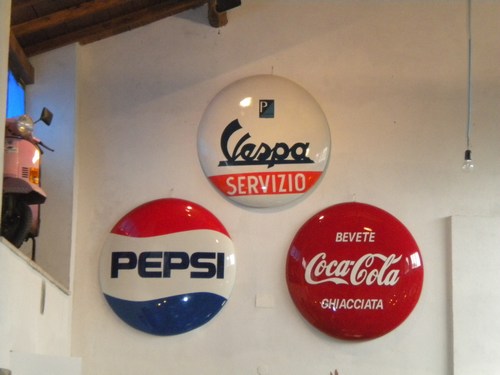 P
Vespa
SERVIZIO
PEPSI
BEVETE
Coca-Cola
GHIACCIATA